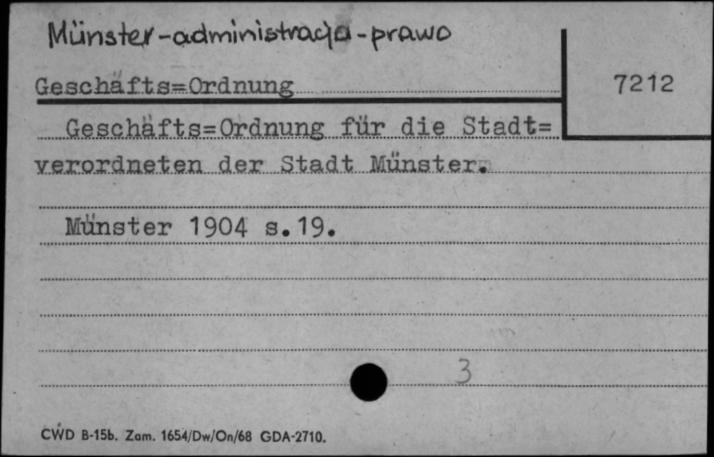 Münster-administracja-prawo
7212
Geschäfts=Ordnung
Geschäfts=Ordnung für die Stadt=
verordneten der Stadt Münster.
Münster 1904 s.19.
3
CWD B-15b. Zam. 1654/Dw/On/68 GDA-2710.